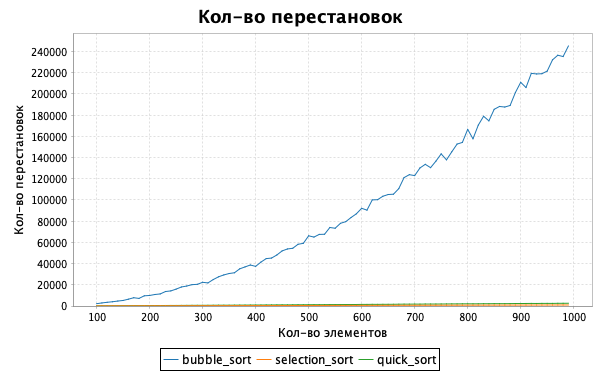 Кол-во перестановок
Кол-во перестановок
240000
220000
200000
180000
160000
140000
120000
100000
80000
60000
40000
20000
0
100 200 300 400 500 600 700 800 900 1000
Кол-во элементов
bubble_sort selection_sort quick_sort